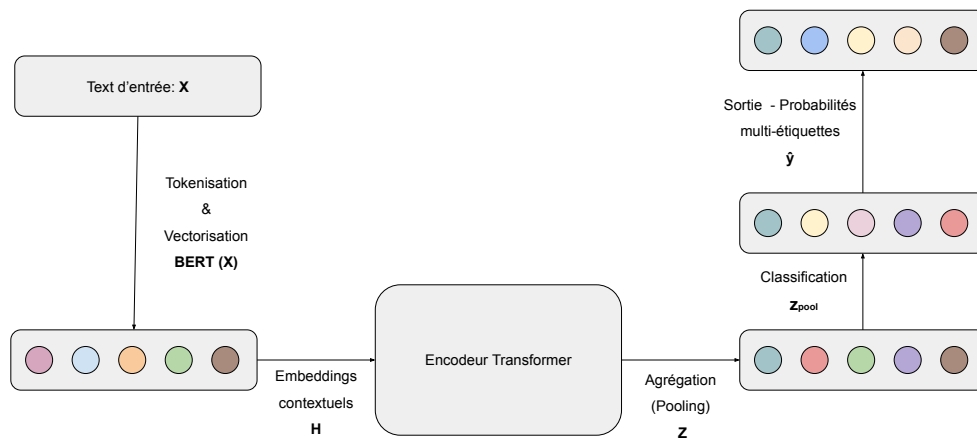 Text d'entrée: X
Tokenisation
&
Vectorisation
BERT (X)
Embeddings
contextuels
H
Encodeur Transformer
Agrégation
(Pooling)
Z
Classification
zpool
Sortie - Probabilités
multi-étiquettes
ŷ